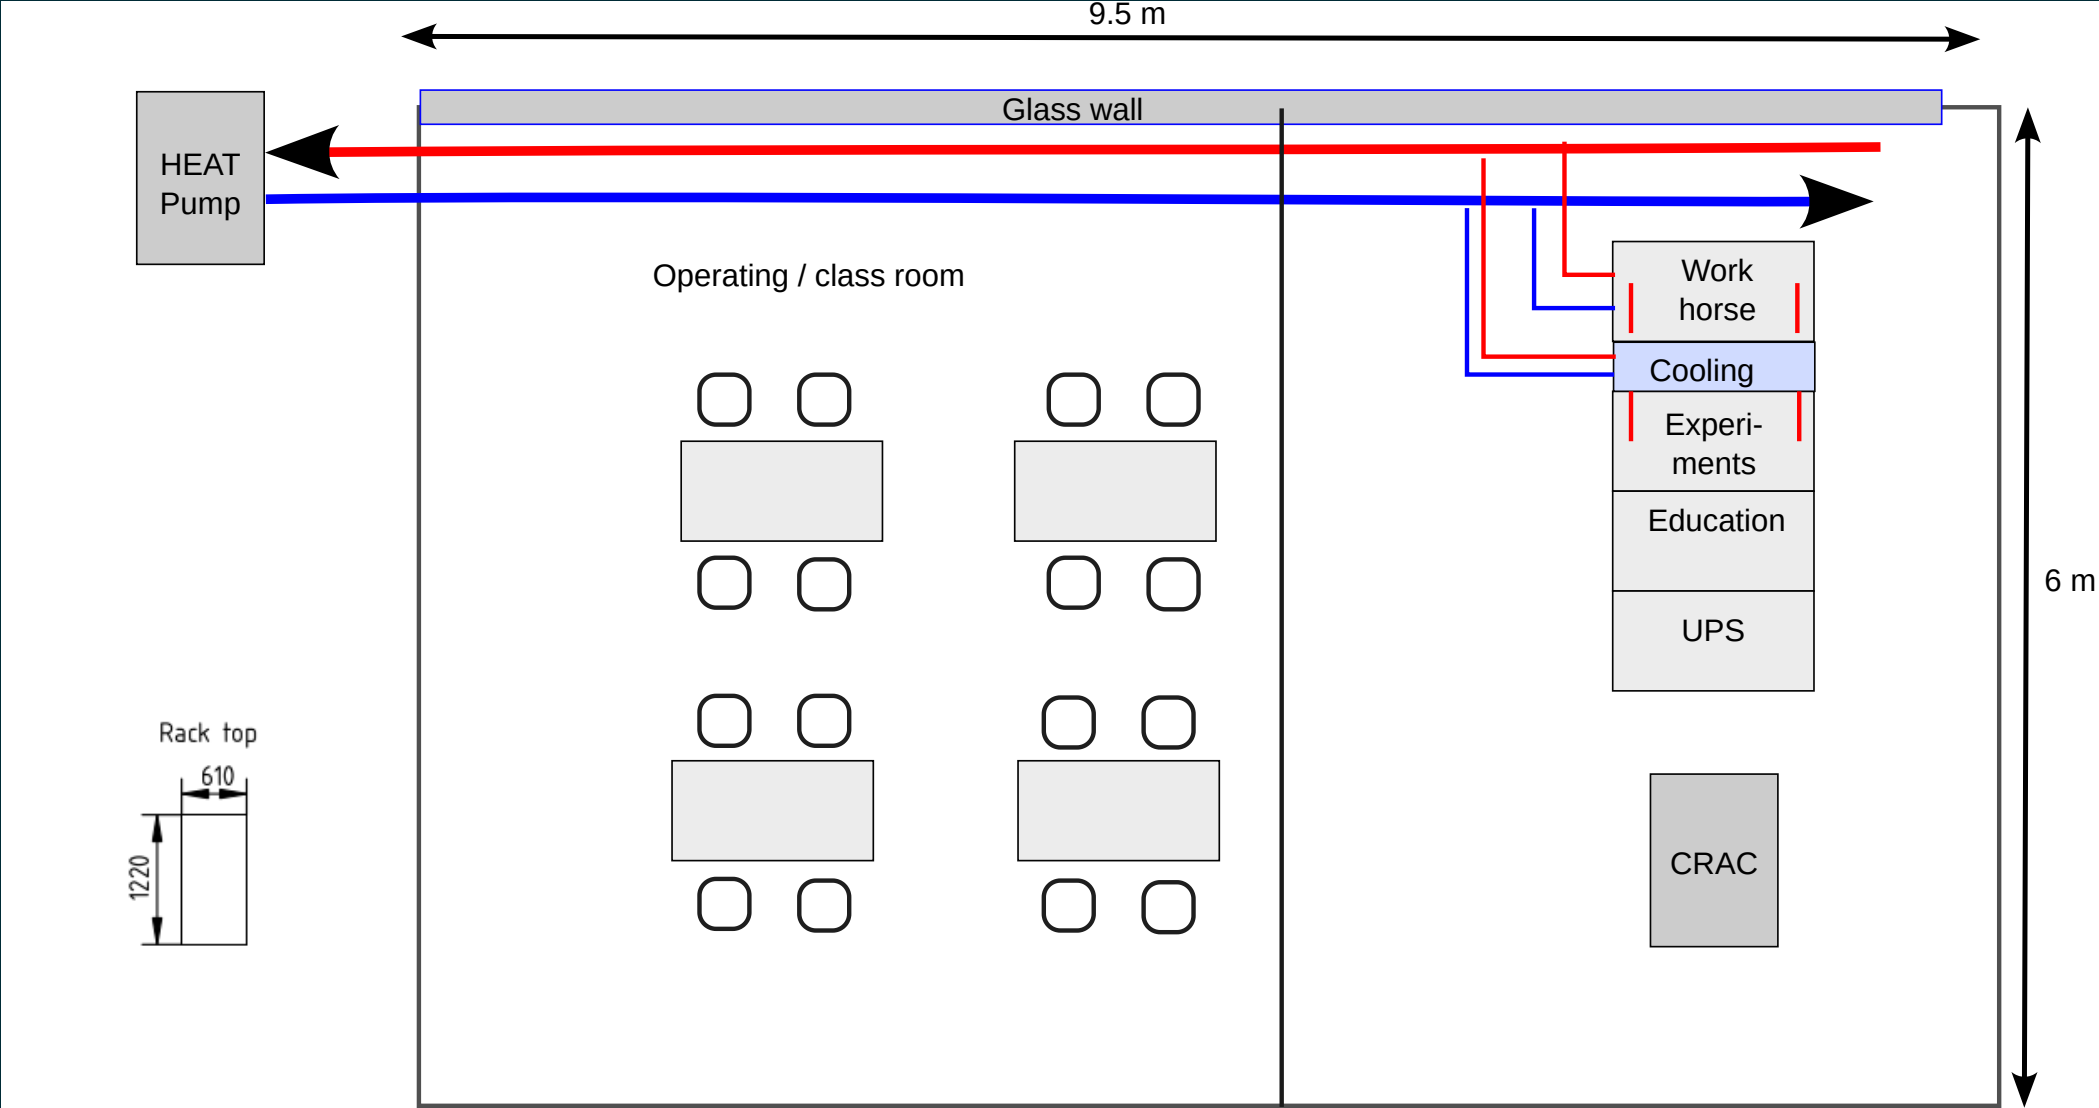 9.5 m
Glass wall
HEAT
Pump
Operating / class room
Work
horse
Cooling
Experi-
ments
Education
6 m
UPS
Rack top
610
1220
CRAC